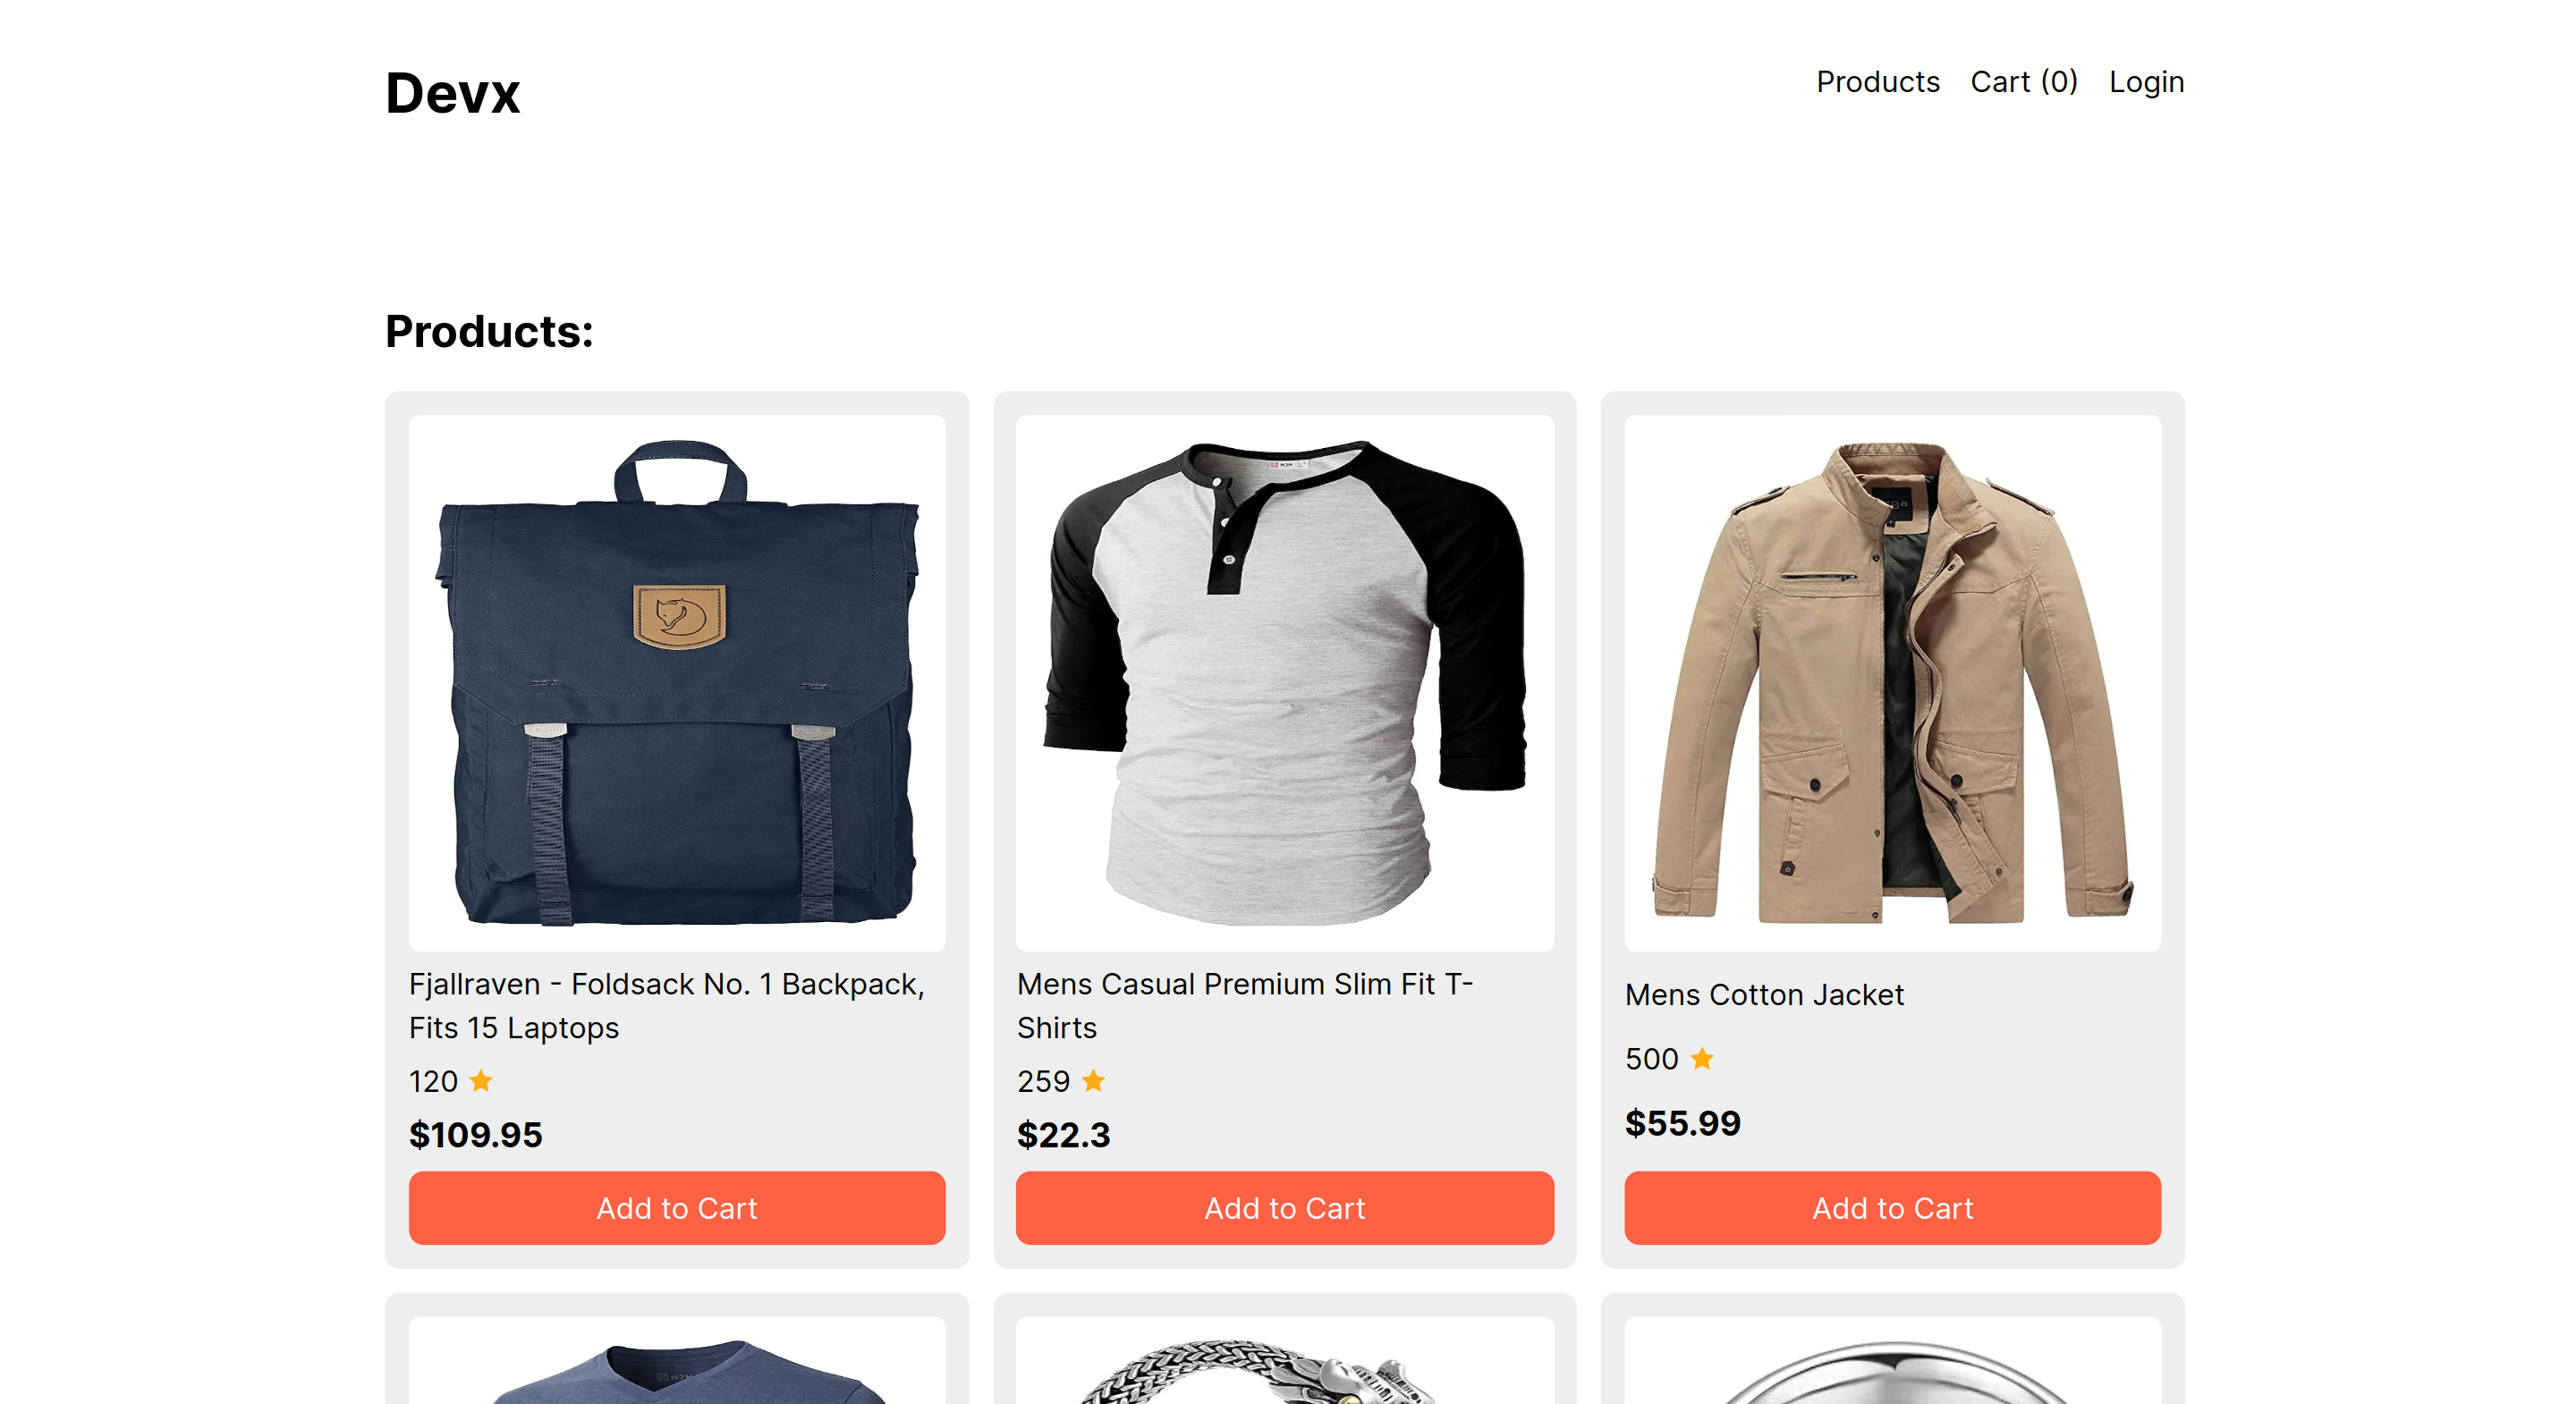 Devx
Products Cart (0) Login
Products:
Fjallraven - Foldsack No. 1 Backpack,
Fits 15 Laptops
120
$109.95
Add to Cart
Mens Casual Premium Slim Fit T-
Shirts
259
$22.3
Add to Cart
Mens Cotton Jacket
500
$55.99
Add to Cart